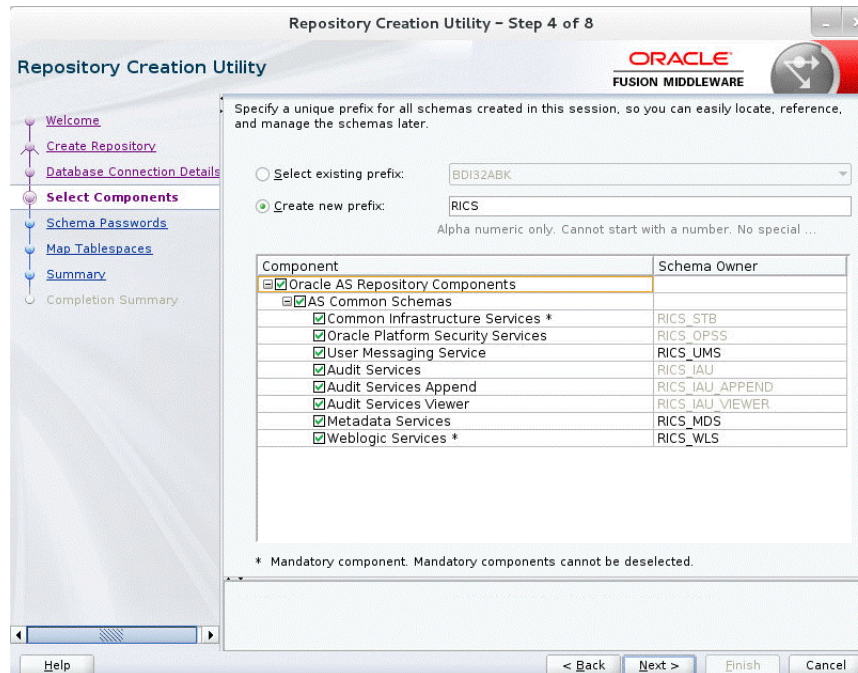 Repository Creation Utility – Step 4 of 8
Repository Creation Utility
ORACLE
FUSION MIDDLEWARE
Welcome
Create Repository
Database Connection Details
Select Components
Schema Passwords
Map Tablespaces
Summary
Completion Summary
Specify a unique prefix for all schemas created in this session, so you can easily locate, reference,
and manage the schemas later.
Select existing prefix: BDI32ABK
Create new prefix: RICS
Alpha numeric only. Cannot start with a number. No special ...
Component Schema Owner
Oracle AS Repository Components
AS Common Schemas
Common Infrastructure Services * RICS_STB
Oracle Platform Security Services RICS_OPSS
User Messaging Service RICS_UMS
Audit Services RICS_IAU
Audit Services Append RICS_IAU_APPEND
Audit Services Viewer RICS_IAU_VIEWER
Metadata Services RICS_MDS
Weblogic Services * RICS_WLS
* Mandatory component. Mandatory components cannot be deselected.
Help < Back Next > Finish Cancel